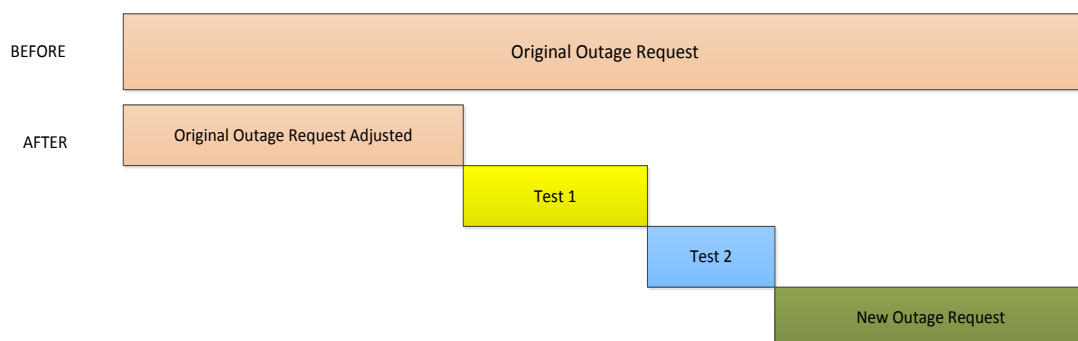 BEFORE
Original Outage Request
AFTER
Original Outage Request Adjusted
Test 1
Test 2
New Outage Request